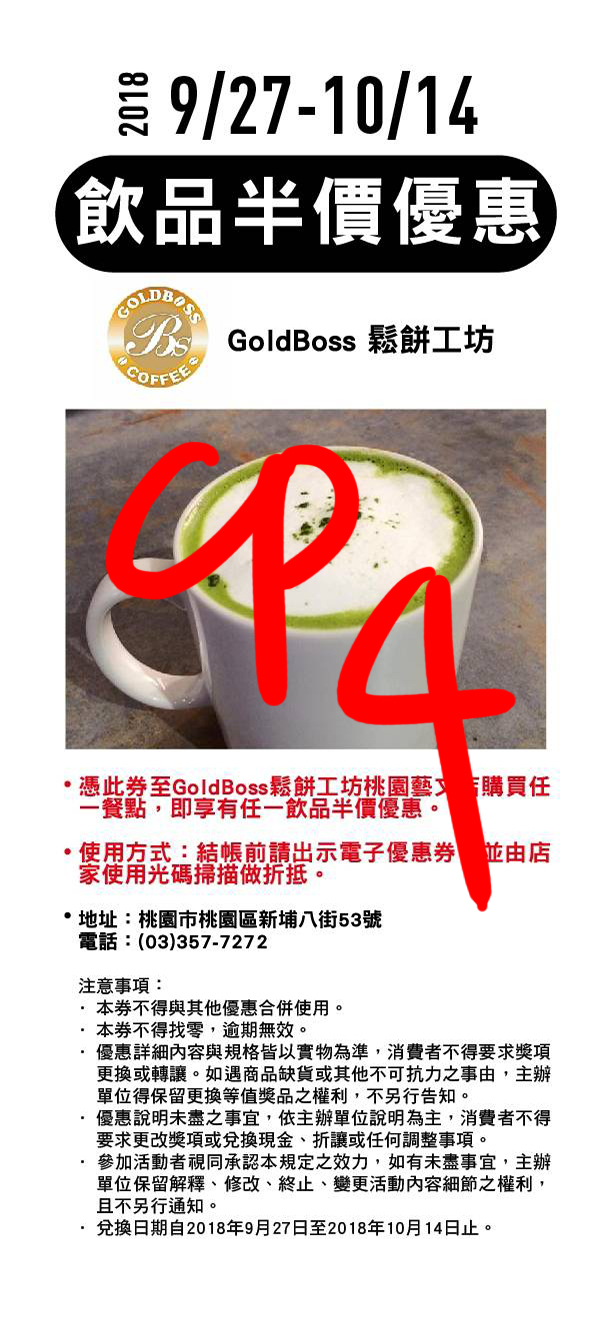 2018 9/27-10/14
飲品半價優惠
GOLDBOSS
Bs
COFFEE
GoldBoss 鬆餅工坊
CP
4
•憑此券至GoldBoss鬆餅工坊桃園藝文店購買任
一餐點，即享有任一飲品半價優惠。
•使用方式：結帳前請出示電子優惠券 並由店
家使用光碼掃描做折抵。
•地址：桃園市桃園區新埔八街53號
電話：(03)357-7272
注意事項：
· 本券不得與其他優惠合併使用。
· 本券不得找零，逾期無效。
· 優惠詳細內容與規格皆以實物為準，消費者不得要求獎項
更換或轉讓。如遇商品缺貨或其他不可抗力之事由，主辦
單位得保留更換等值獎品之權利，不另行告知。
· 優惠說明未盡之事宜，依主辦單位說明為主，消費者不得
要求更改獎項或兌換現金、折讓或任何調整事項。
· 參加活動者視同承認本規定之效力，如有未盡事宜，主辦
單位保留解釋、修改、終止、變更活動內容細節之權利，
且不另行通知。
· 兌換日期自2018年9月27日至2018年10月14日止。